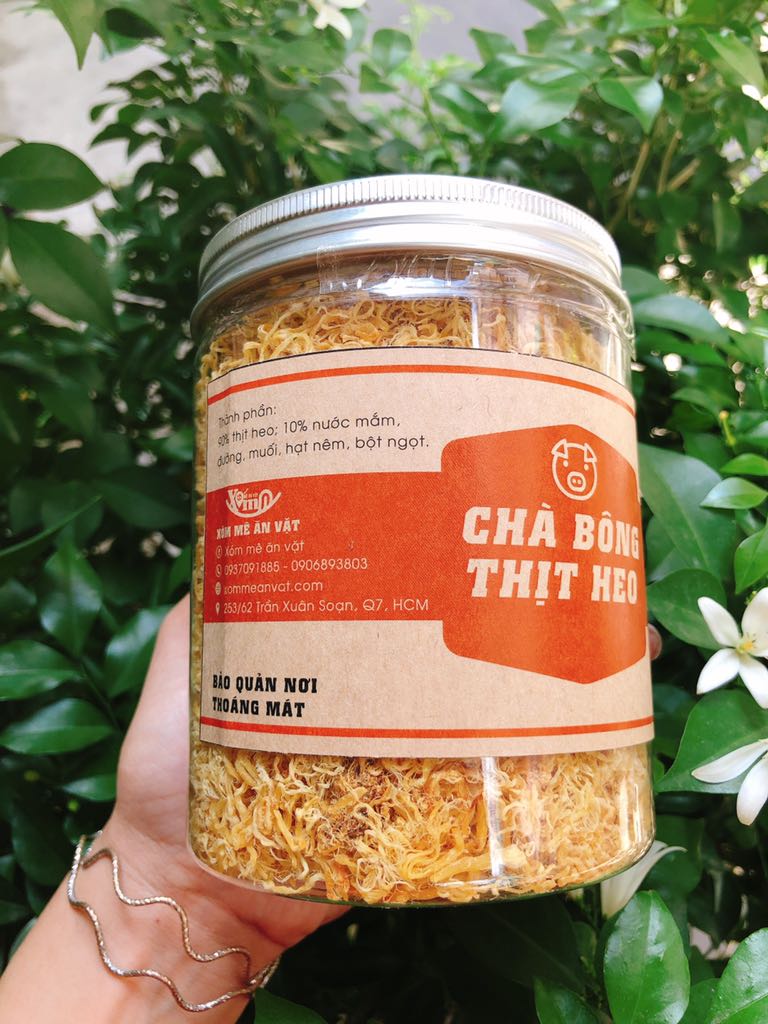 Thành phần:
90% thịt heo; 10% nước mắm,
đường, muối, hạt nêm, bột ngọt.
XÓM MÊ ĂN VẶT
Xóm mê ăn vặt
0937091885 - 0906893803
xommeanvat.com
253/62 Trần Xuân Soạn, Q7, HCM
CHÀ BÔNG
THỊT HEO
BẢO QUẢN NƠI
THOÁNG MÁT